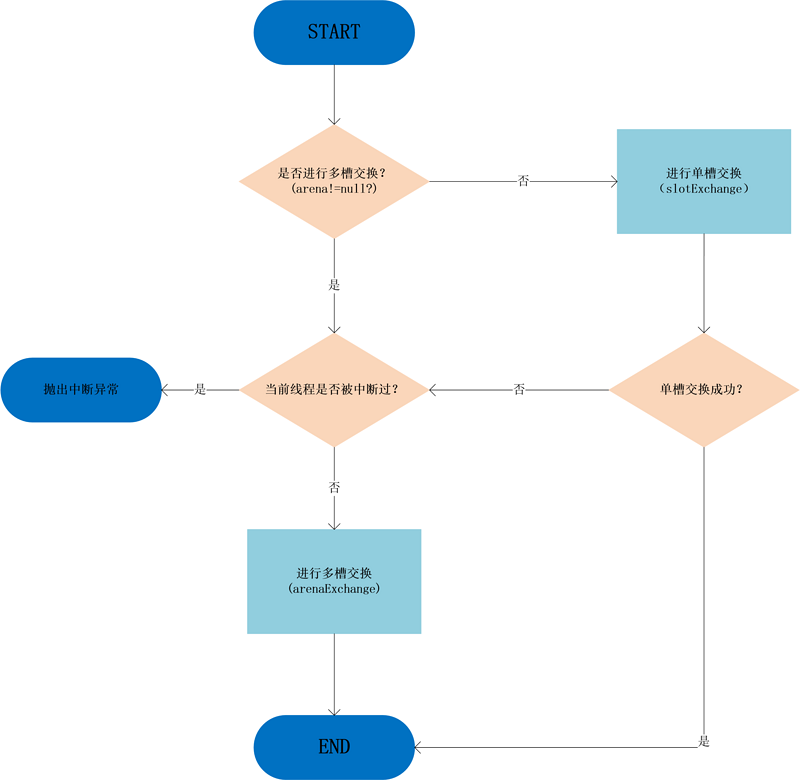 START
是否进行多槽交换?
(arena!=null?)
否
进行单槽交换
（slotExchange）
是
抛出中断异常
是
当前线程是否被中断过?
否
单槽交换成功?
否
进行多槽交换
(arenaExchange)
END
是